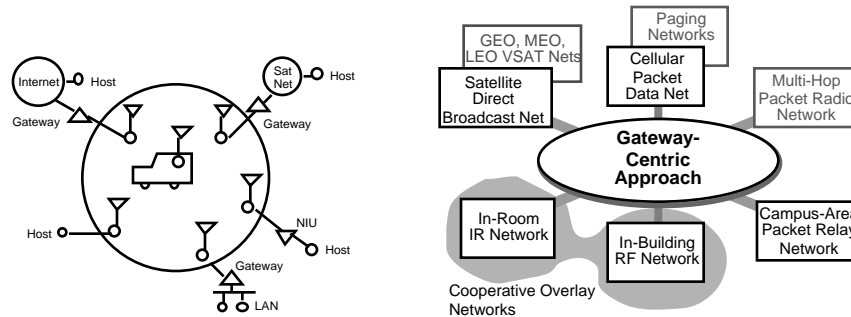 Internet
Host
Gateway
Sat
Net
Host
Gateway
Host
NIU
Host
Gateway
LAN
Paging
Networks
GEO, MEO,
LEO VSAT Nets
Satellite
Direct
Broadcast Net
Cellular
Packet
Data Net
Multi-Hop
Packet Radio
Network
Gateway-
Centric
Approach
In-Room
IR Network
In-Building
RF Network
Campus-Area
Packet Relay
Network
Cooperative Overlay
Networks